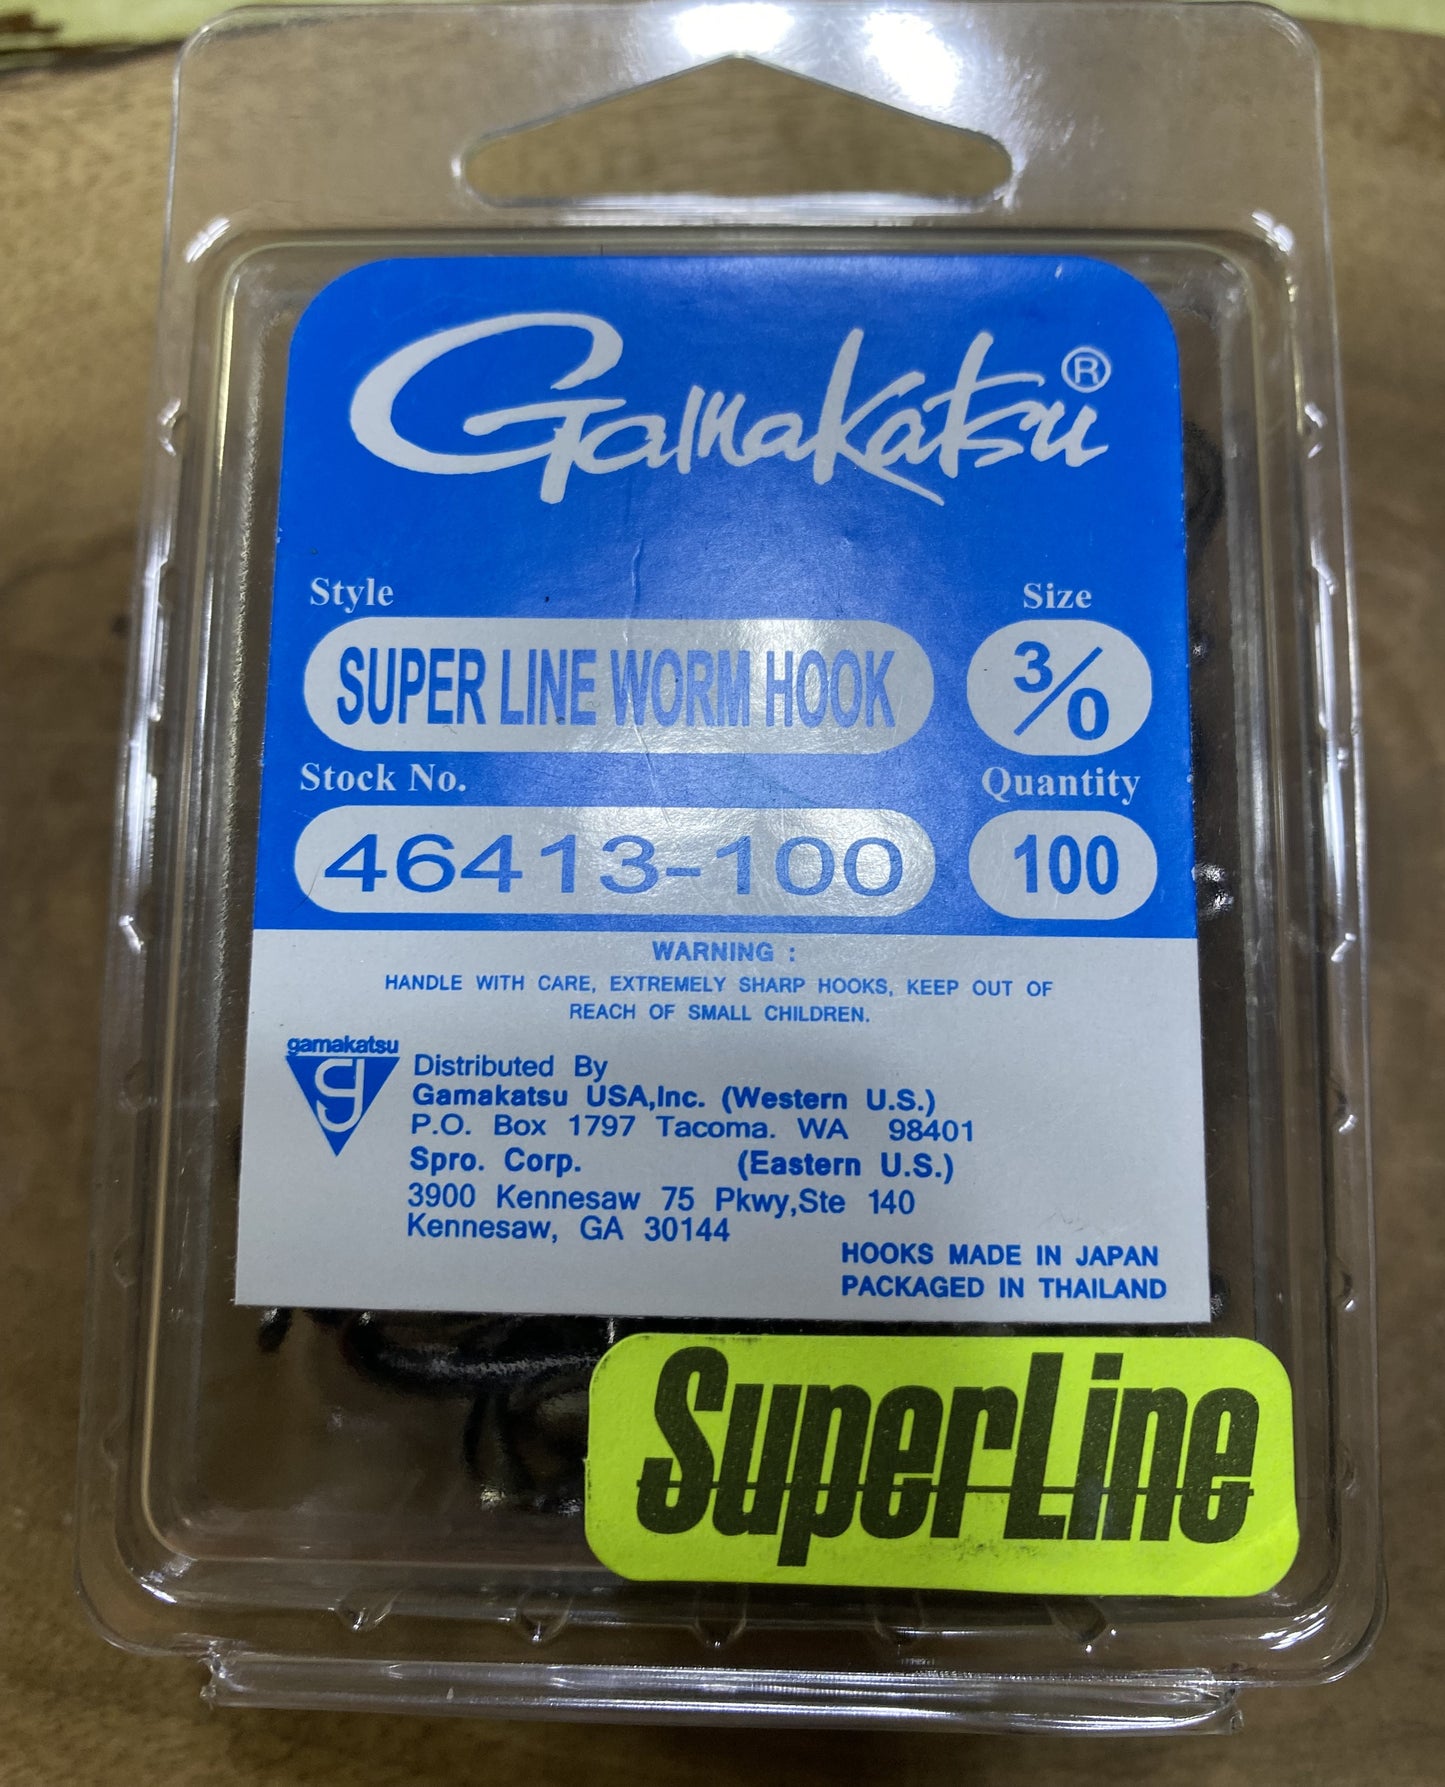 Gamakatsu®
Style Size
SUPER LINE WORM HOOK 3/0
Stock No. Quantity
46413-100 100
WARNING :
HANDLE WITH CARE, EXTREMELY SHARP HOOKS, KEEP OUT OF
REACH OF SMALL CHILDREN.
gamakatsu
g
Distributed By
Gamakatsu USA,Inc. (Western U.S.)
P.O. Box 1797 Tacoma. WA 98401
Spro. Corp. (Eastern U.S.)
3900 Kennesaw 75 Pkwy,Ste 140
Kennesaw, GA 30144
HOOKS MADE IN JAPAN
PACKAGED IN THAILAND
SuperLine